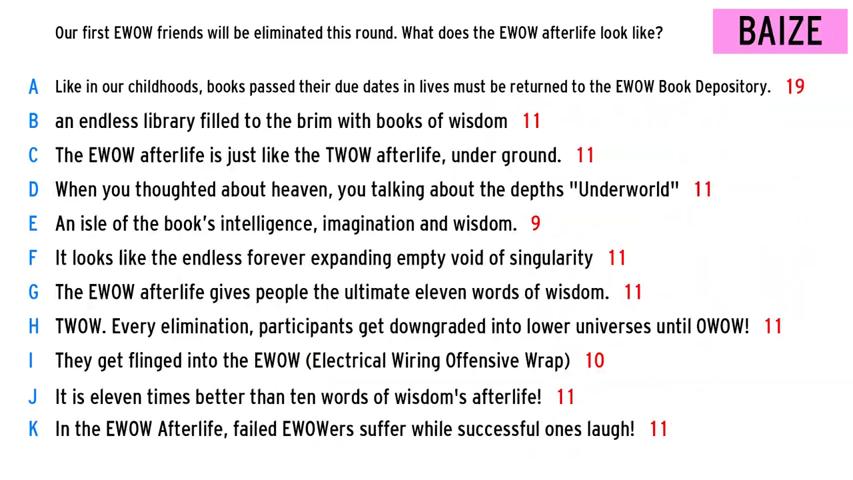 Our first EWOW friends will be eliminated this round. What does the EWOW afterlife look like?
BAIZE
A Like in our childhoods, books passed their due dates in lives must be returned to the EWOW Book Depository. 19
B an endless library filled to the brim with books of wisdom 11
C The EWOW afterlife is just like the TWOW afterlife, under ground. 11
D When you thoughted about heaven, you talking about the depths "Underworld" 11
E An isle of the book's intelligence, imagination and wisdom. 9
F It looks like the endless forever expanding empty void of singularity 11
G The EWOW afterlife gives people the ultimate eleven words of wisdom. 11
H TWOW. Every elimination, participants get downgraded into lower universes until OWOW! 11
I They get flinged into the EWOW (Electrical Wiring Offensive Wrap) 10
J It is eleven times better than ten words of wisdom's afterlife! 11
K In the EWOW Afterlife, failed EWOWers suffer while successful ones laugh! 11